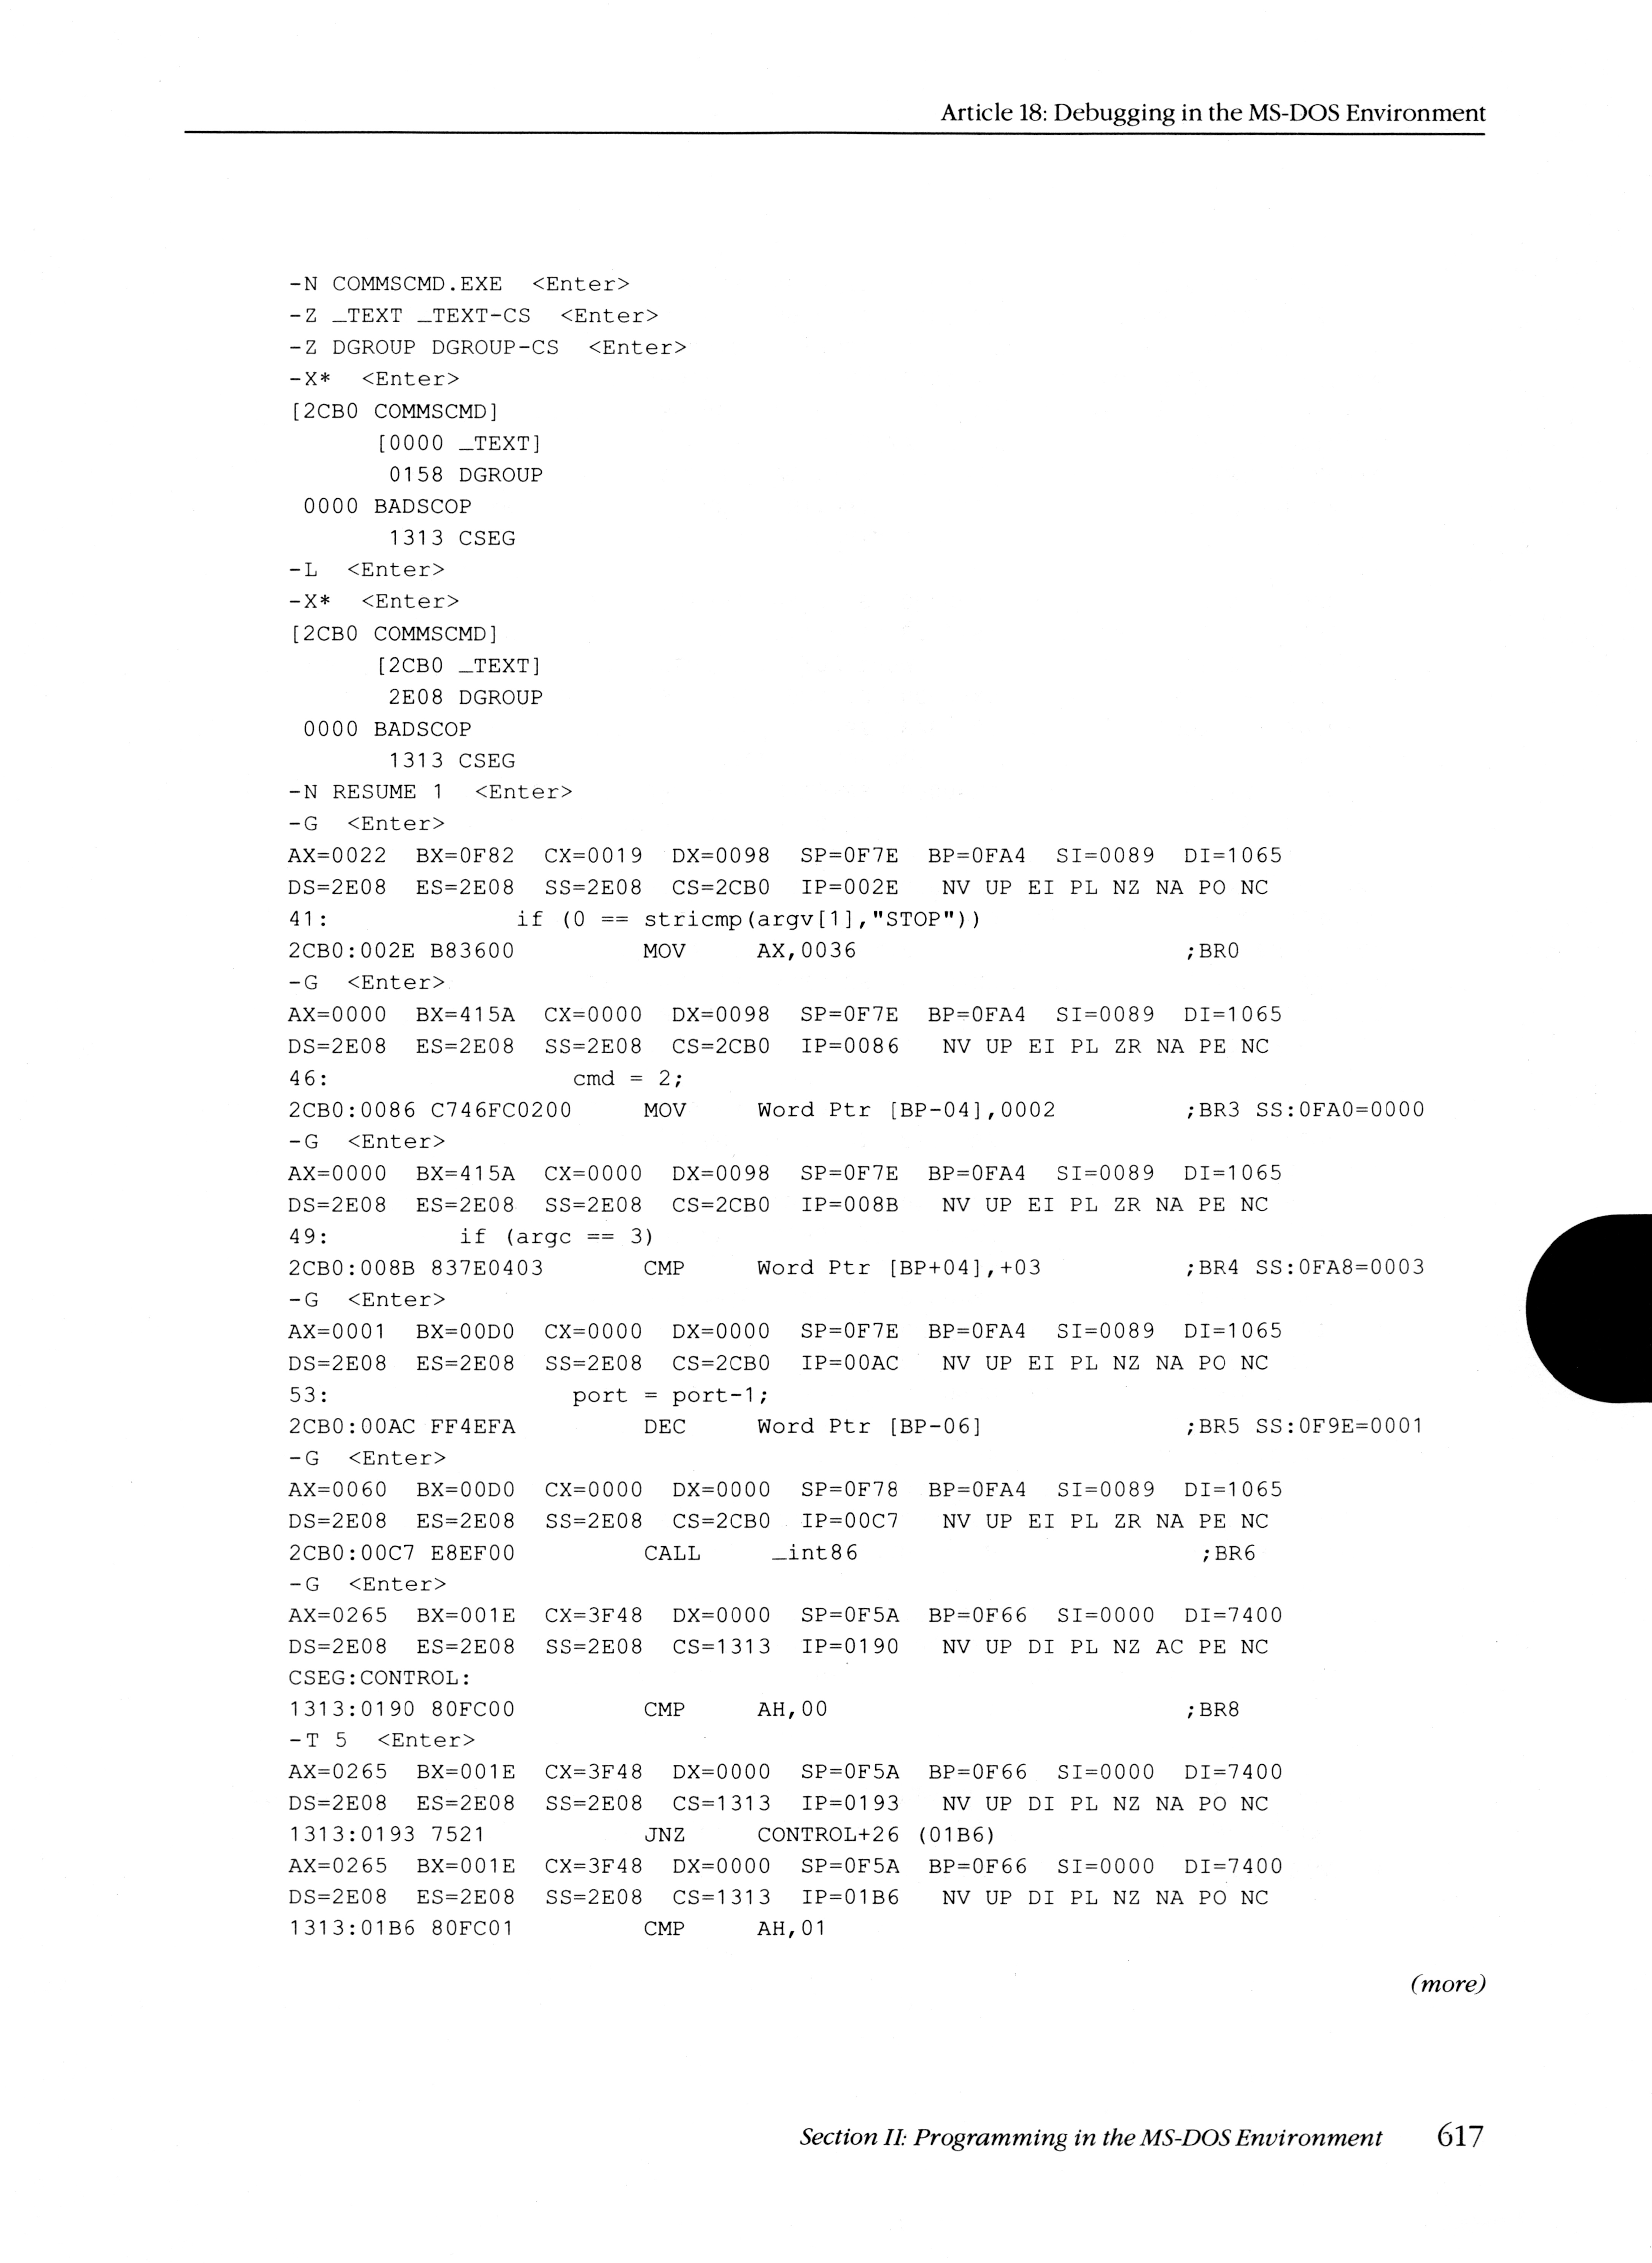 Article 18: Debugging in the MS-DOS Environment
-N COMMSCMD.EXE <Enter>
-Z _TEXT _TEXT-CS <Enter>
-Z DGROUP DGROUP-CS <Enter>
-X* <Enter>
[2CB0 COMMSCMD]
[0000 _TEXT]
0158 DGROUP
0000 BADSCOP
1313 CSEG
-L <Enter>
-X* <Enter>
[2CB0 COMMSCMD]
[2CB0 _TEXT]
2E08 DGROUP
0000 BADSCOP
1313 CSEG
-N RESUME 1 <Enter>
-G <Enter>
AX=0022 BX=0F82 CX=0019 DX=0098 SP=0F7E BP=0FA4 SI=0089 DI=1065
DS=2E08 ES=2E08 SS=2E08 CS=2CB0 IP=002E NV UP EI PL NZ NA PO NC
41: if (0 == stricmp(argv[1],"STOP"))
2CB0:002E B83600 MOV AX,0036 ;BR0
-G <Enter>
AX=0000 BX=415A CX=0000 DX=0098 SP=0F7E BP=0FA4 SI=0089 DI=1065
DS=2E08 ES=2E08 SS=2E08 CS=2CB0 IP=0086 NV UP EI PL ZR NA PE NC
46: cmd = 2;
2CB0:0086 C746FC0200 MOV Word Ptr [BP-04],0002 ;BR3 SS:0FA0=0000
-G <Enter>
AX=0000 BX=415A CX=0000 DX=0098 SP=0F7E BP=0FA4 SI=0089 DI=1065
DS=2E08 ES=2E08 SS=2E08 CS=2CB0 IP=008B NV UP EI PL ZR NA PE NC
49: if (argc == 3)
2CB0:008B 837E0403 CMP Word Ptr [BP+04],+03 ;BR4 SS:0FA8=0003
-G <Enter>
AX=0001 BX=00D0 CX=0000 DX=0000 SP=0F7E BP=0FA4 SI=0089 DI=1065
DS=2E08 ES=2E08 SS=2E08 CS=2CB0 IP=00AC NV UP EI PL NZ NA PO NC
53: port = port-1;
2CB0:00AC FF4EFA DEC Word Ptr [BP-06] ;BR5 SS:0F9E=0001
-G <Enter>
AX=0060 BX=00D0 CX=0000 DX=0000 SP=0F78 BP=0FA4 SI=0089 DI=1065
DS=2E08 ES=2E08 SS=2E08 CS=2CB0 IP=00C7 NV UP EI PL ZR NA PE NC
2CB0:00C7 E8EF00 CALL _int86 ;BR6
-G <Enter>
AX=0265 BX=001E CX=3F48 DX=0000 SP=0F5A BP=0F66 SI=0000 DI=7400
DS=2E08 ES=2E08 SS=2E08 CS=1313 IP=0190 NV UP DI PL NZ AC PE NC
CSEG:CONTROL:
1313:0190 80FC00 CMP AH,00 ;BR8
-T 5 <Enter>
AX=0265 BX=001E CX=3F48 DX=0000 SP=0F5A BP=0F66 SI=0000 DI=7400
DS=2E08 ES=2E08 SS=2E08 CS=1313 IP=0193 NV UP DI PL NZ NA PO NC
1313:0193 7521 JNZ CONTROL+26 (01B6)
AX=0265 BX=001E CX=3F48 DX=0000 SP=0F5A BP=0F66 SI=0000 DI=7400
DS=2E08 ES=2E08 SS=2E08 CS=1313 IP=01B6 NV UP DI PL NZ NA PO NC
1313:01B6 80FC01 CMP AH,01
(more)
Section II: Programming in the MS-DOS Environment 617